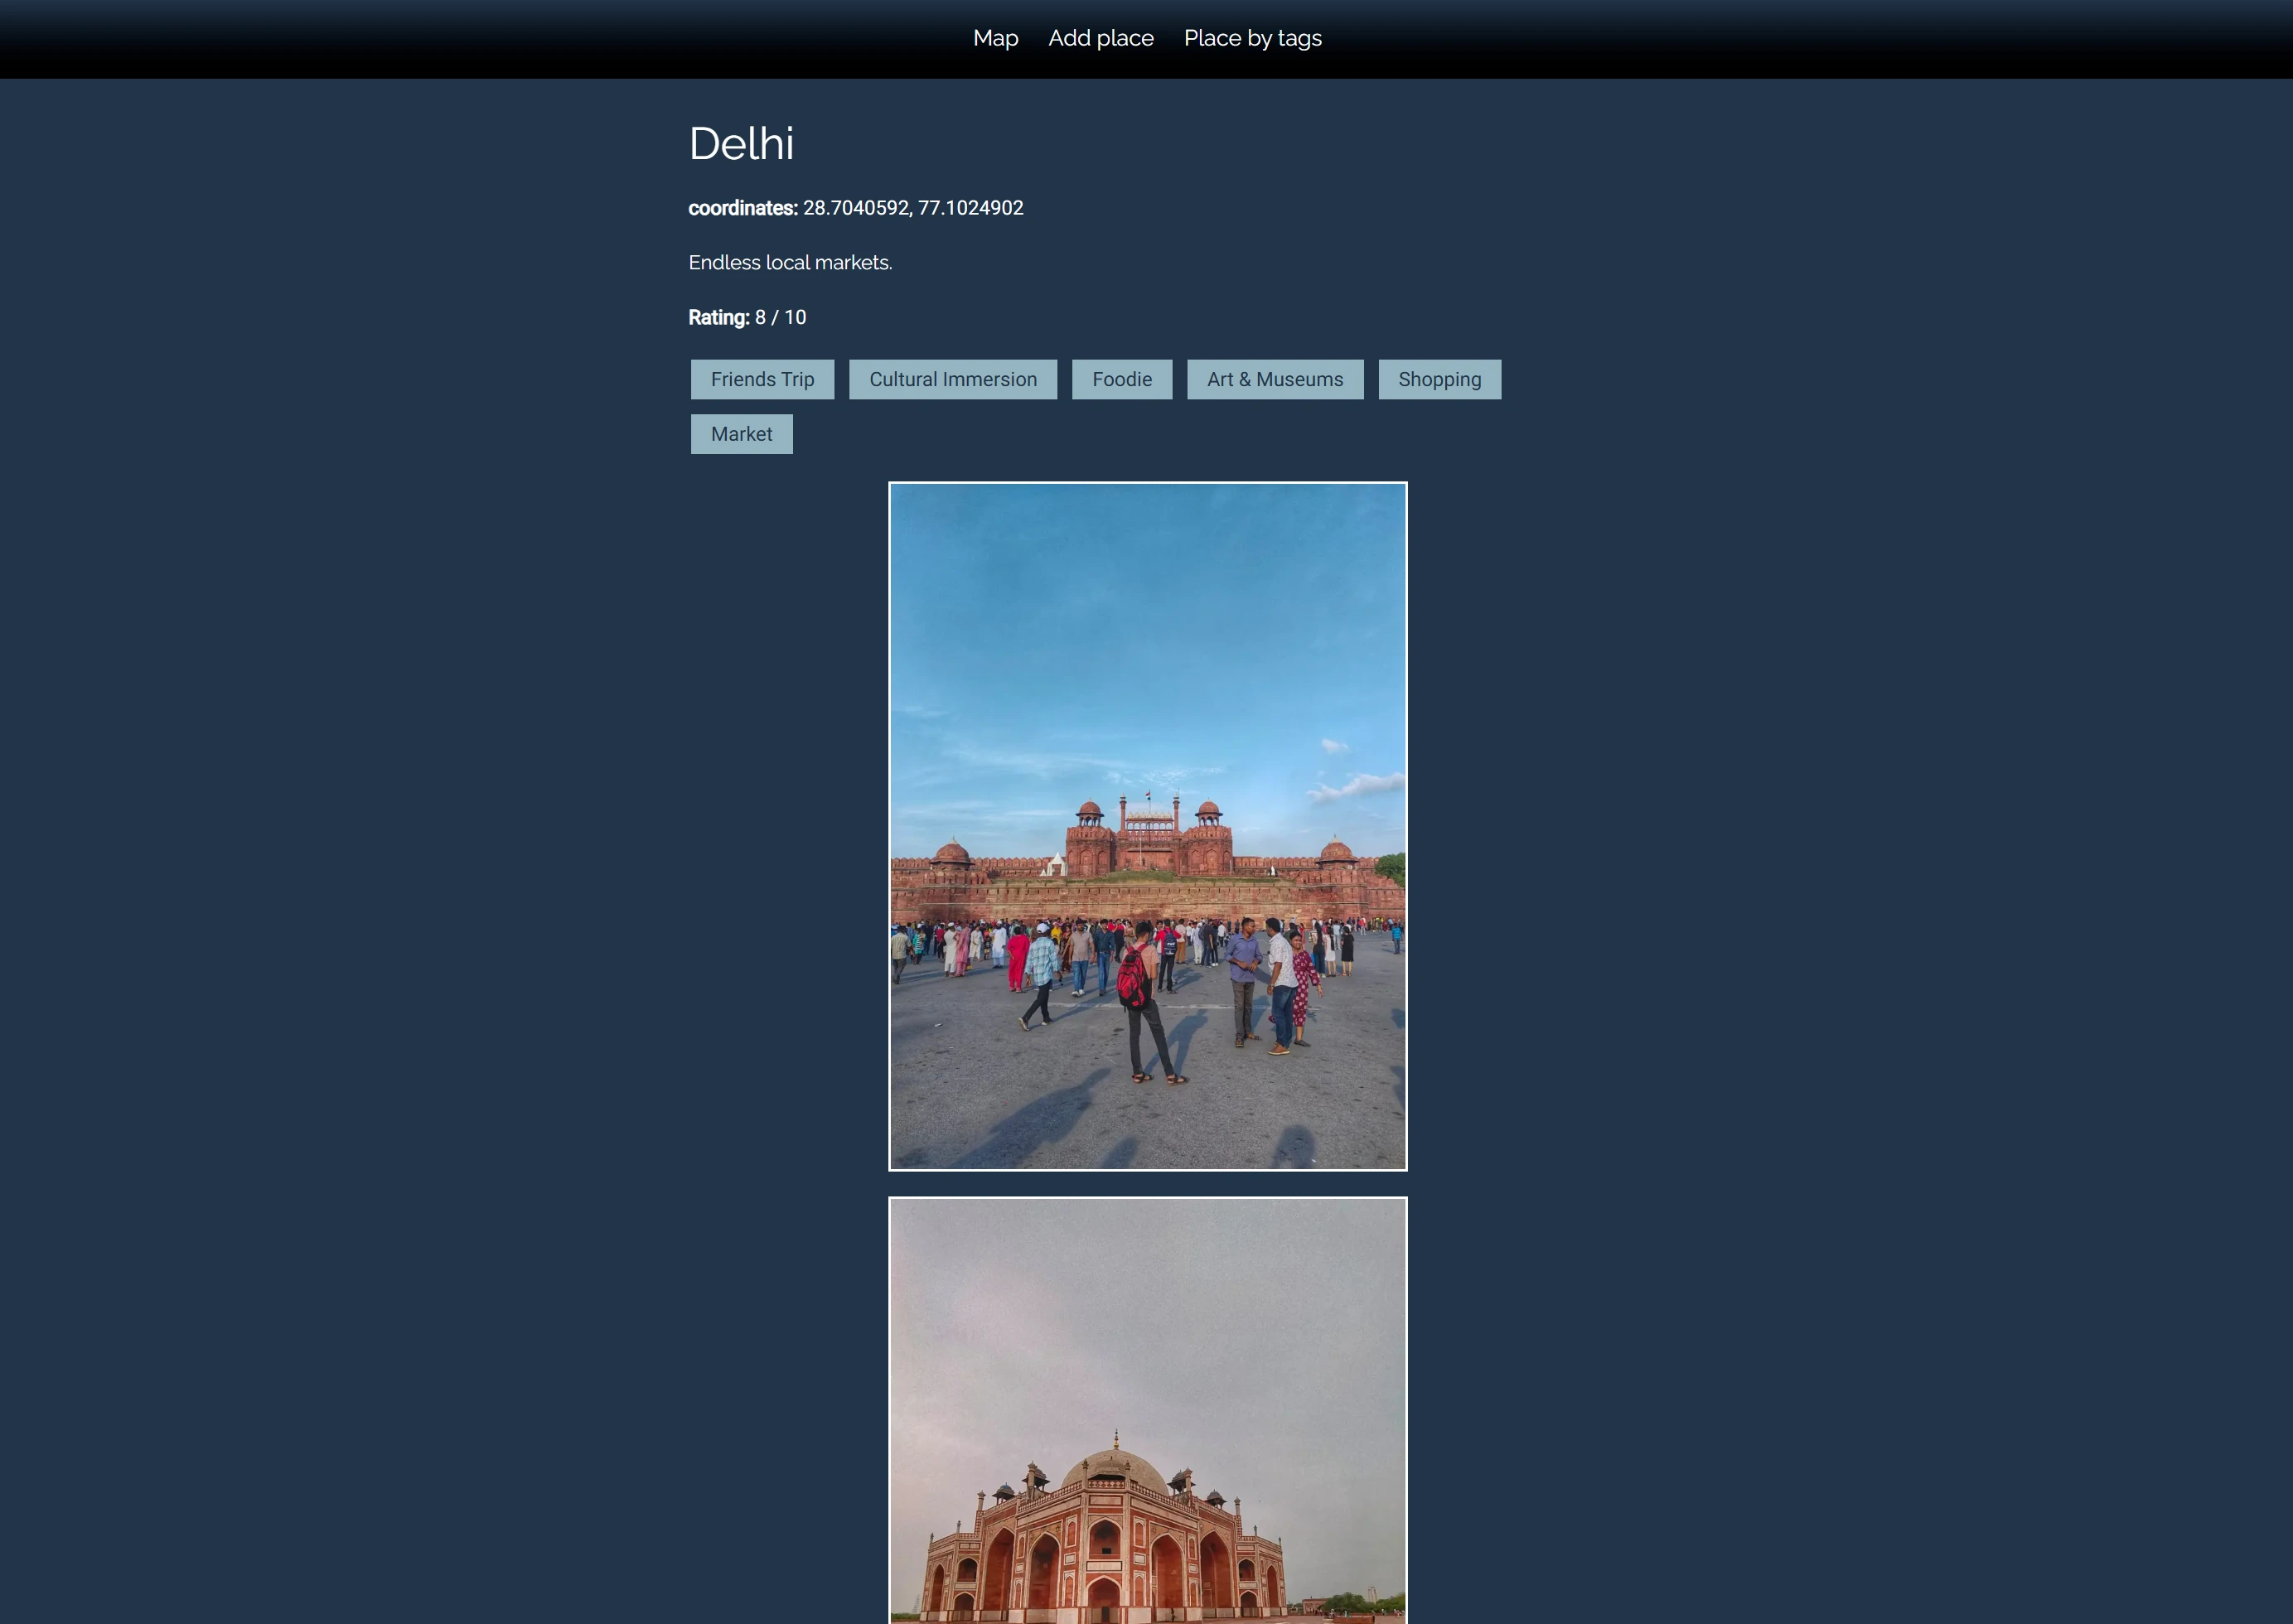 Map Add place Place by tags
Delhi
coordinates: 28.7040592, 77.1024902
Endless local markets.
Rating: 8 / 10
Friends Trip Cultural Immersion Foodie Art & Museums Shopping
Market